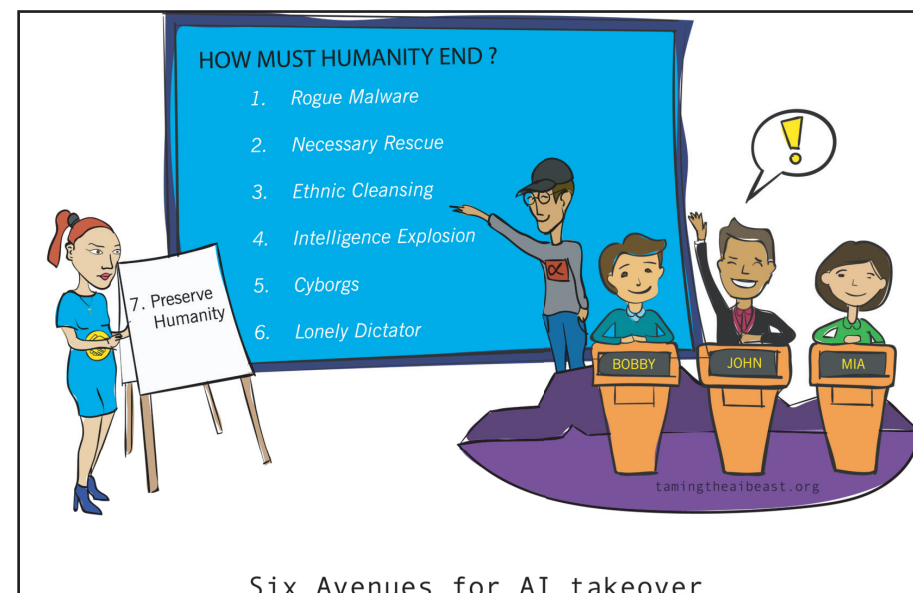 HOW MUST HUMANITY END ?
1. Rogue Malware
2. Necessary Rescue
3. Ethnic Cleansing
4. Intelligence Explosion
5. Cyborgs
6. Lonely Dictator
7. Preserve
Humanity
!
α
BOBBY
JOHN
MIA
tamingtheaibeast.org
Six Avenues for AI takeover